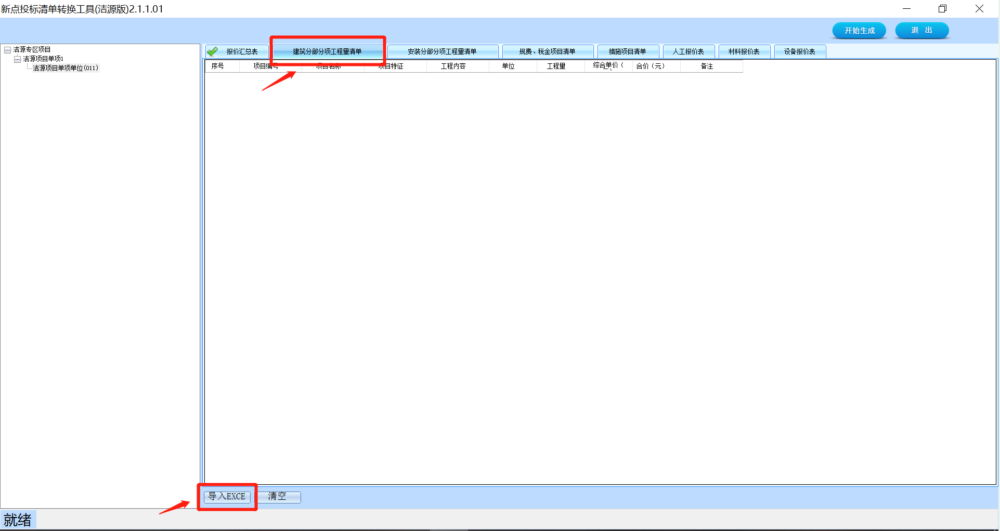 新点投标清单转换工具(洁源版)2.1.1.01
开始生成 退 出
洁源专区项目
洁源项目单项1
洁源项目单项单位(011)
报价汇总表 建筑分部分项工程量清单 安装分部分项工程量清单 规费、税金项目清单 措施项目清单 人工报价表 材料报价表 设备报价表
序号 项目编号 项目名称 项目特征 工程内容 单位 工程量 综合单价( 合价(元) 备注
导入EXCE 清空
就绪